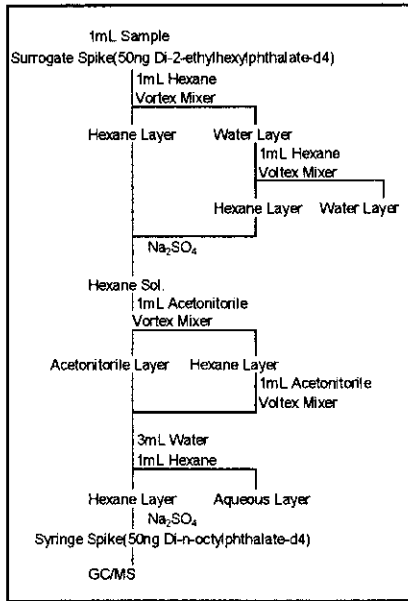 1mL Sample
Surrogate Spike(50ng Di-2-ethylhexylphthalate-d4)
1mL Hexane
Vortex Mixer
Hexane Layer Water Layer
1mL Hexane
Voltex Mixer
Hexane Layer Water Layer
Na₂SO₄
Hexane Sol.
1mL Acetonitorile
Vortex Mixer
Acetonitorile Layer Hexane Layer
1mL Acetonitorile
Voltex Mixer
3mL Water
1mL Hexane
Hexane Layer Aqueous Layer
Na₂SO₄
Syringe Spike(50ng Di-n-octylphthalate-d4)
GC/MS